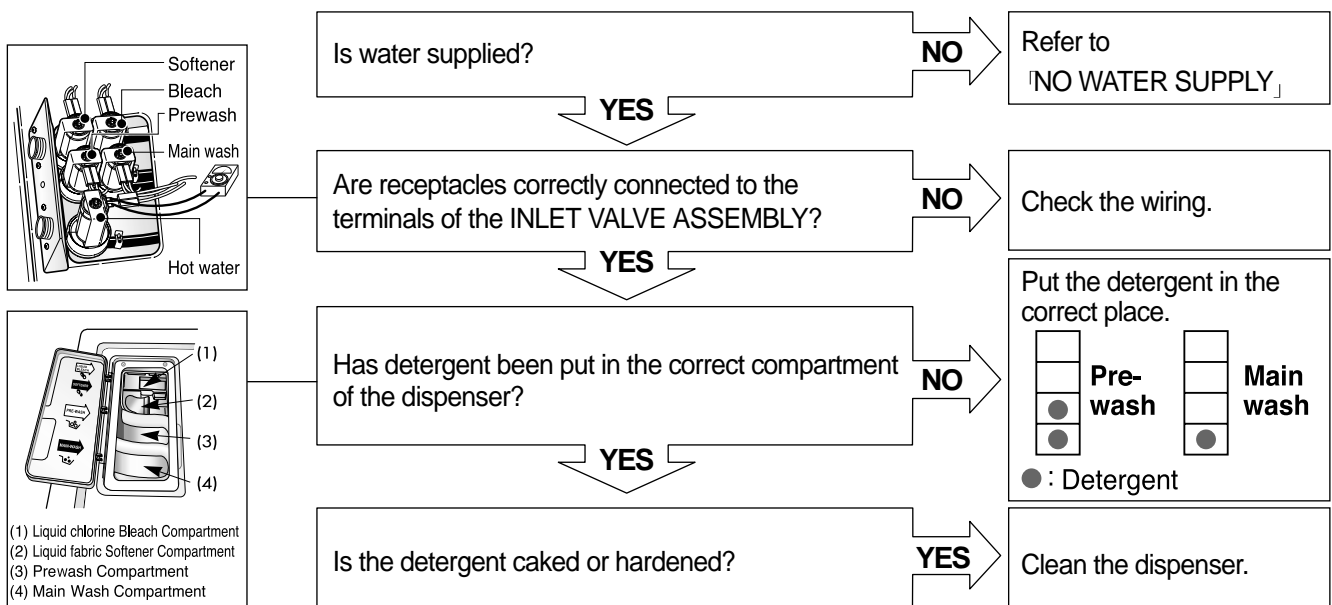 Softener
Bleach
Prewash
Main wash
Hot water
Is water supplied?
NO
Refer to
「NO WATER SUPPLY」
YES
Are receptacles correctly connected to the
terminals of the INLET VALVE ASSEMBLY?
NO
Check the wiring.
YES
(1)
(2)
(3)
(4)
PRE-WASH
MAIN-WASH
(1) Liquid chlorine Bleach Compartment
(2) Liquid fabric Softener Compartment
(3) Prewash Compartment
(4) Main Wash Compartment
Has detergent been put in the correct compartment
of the dispenser?
NO
Put the detergent in the
correct place.
Pre-
wash
Main
wash
● : Detergent
YES
Is the detergent caked or hardened?
YES
Clean the dispenser.